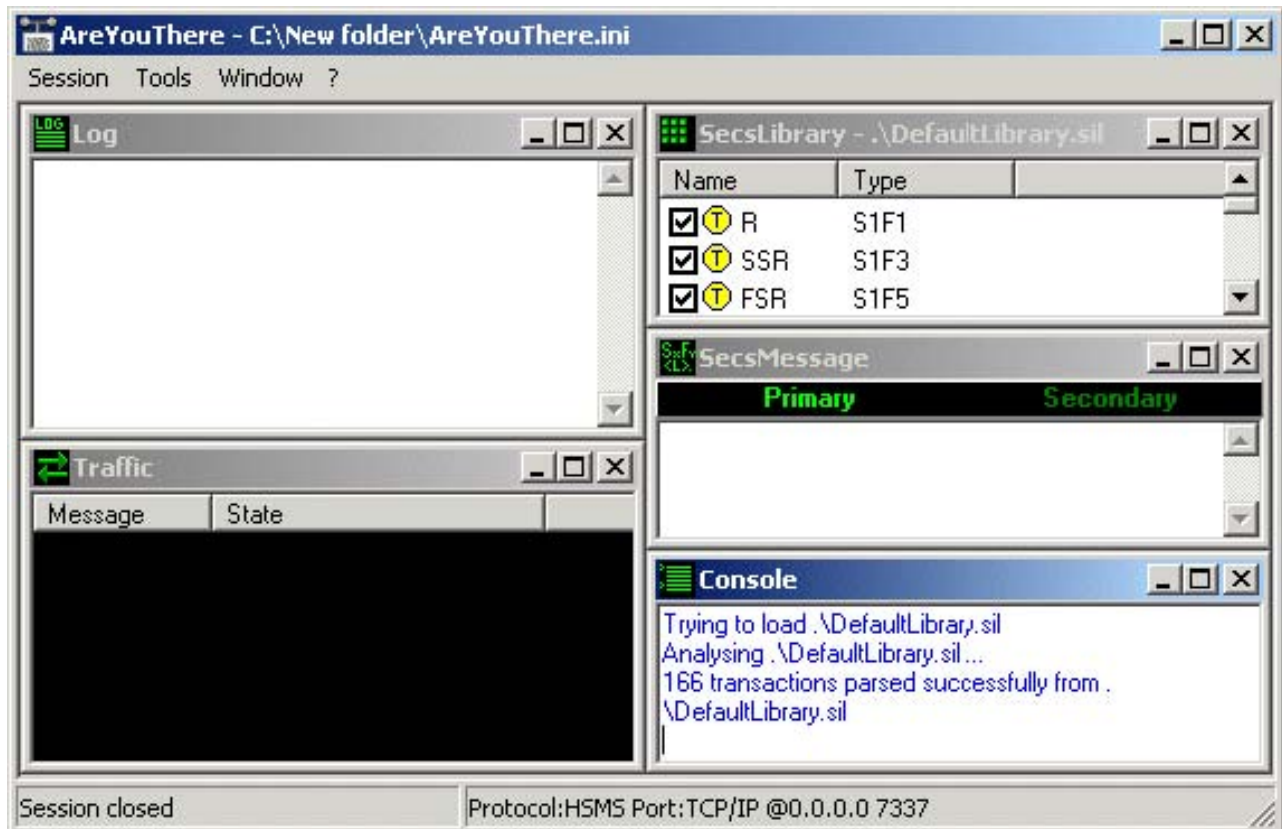 AreYouThere - C:\New folder\AreYouThere.ini
Session Tools Window ?
LOG Log
SecsLibrary - .\DefaultLibrary.sil
Name Type
T R S1F1
T SSR S1F3
T FSR S1F5
SxFy <L> SecsMessage
Primary Secondary
Traffic
Message State
Console
Trying to load .\DefaultLibrary.sil
Analysing .\DefaultLibrary.sil...
166 transactions parsed successfully from .
\DefaultLibrary.sil
Session closed
Protocol:HSMS Port:TCP/IP @0.0.0.0 7337